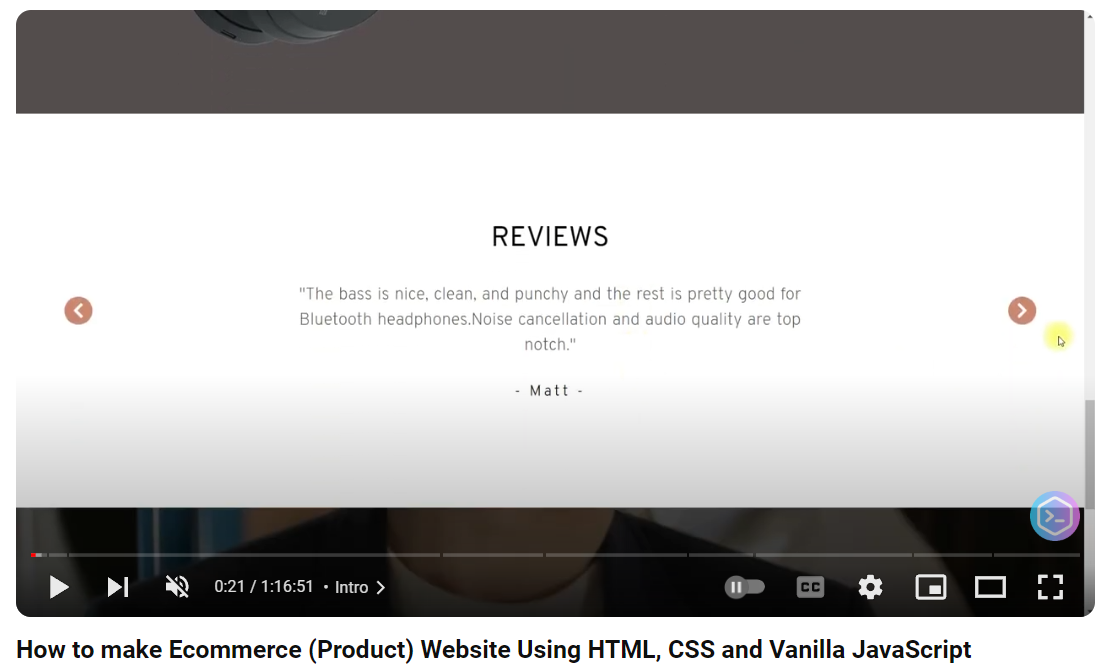 REVIEWS
"The bass is nice, clean, and punchy and the rest is pretty good for
Bluetooth headphones.Noise cancellation and audio quality are top
notch."
- Matt -
0:21 / 1:16:51 • Intro
CC
How to make Ecommerce (Product) Website Using HTML, CSS and Vanilla JavaScript